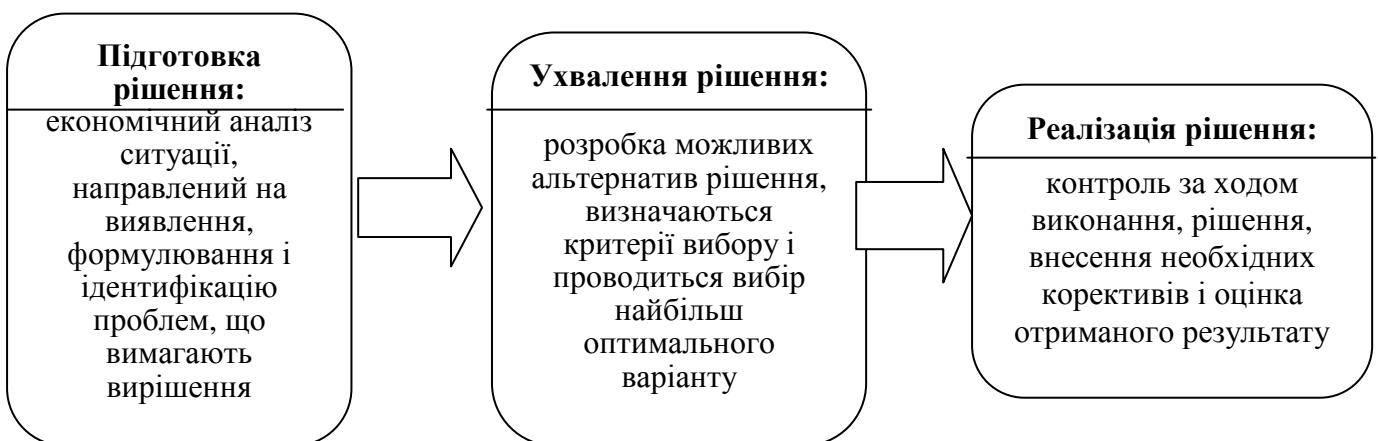 Підготовка
рішення:
економічний аналіз
ситуації,
направлений на
виявлення,
формулювання і
ідентифікацію
проблем, що
вимагають
вирішення
Ухвалення рішення:
розробка можливих
альтернатив рішення,
визначаються
критерії вибору і
проводиться вибір
найбільш
оптимального
варіанту
Реалізація рішення:
контроль за ходом
виконання, рішення,
внесення необхідних
корективів і оцінка
отриманого результату